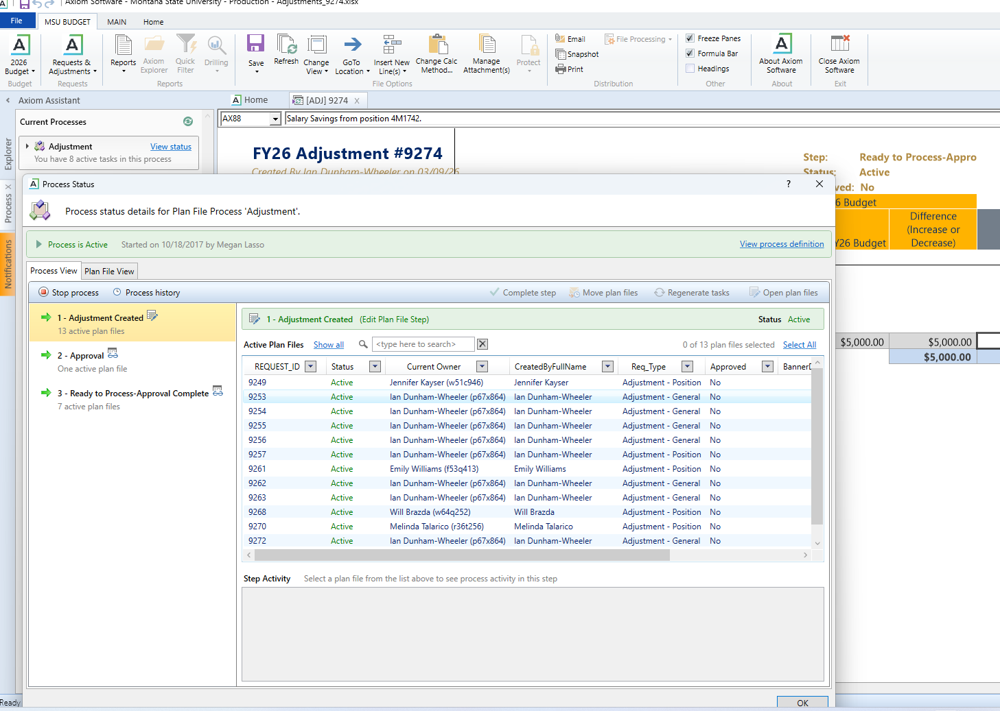 Axiom Software - Montana State University - Production - Adjustments_9274.xlsx
File
MSU BUDGET
MAIN
Home
2026 Budget
Requests & Adjustments
Reports
Axiom Explorer
Quick Filter
Drilling
Save
Refresh
Change View
GoTo Location
Insert New Line(s)
Change Calc Method...
Manage Attachment(s)
Protect
Email
Snapshot
Print
File Processing
Freeze Panes
Formula Bar
Headings
About Axiom Software
Close Axiom Software
Budget
Requests
Reports
File Options
Distribution
Other
About
Exit
Axiom Assistant
Home
[ADJ] 9274 x
Current Processes
AX88
Salary Savings from position 4M1742.
Adjustment
View status
You have 8 active tasks in this process
Explorer
Process
Notifications
FY26 Adjustment #9274
Created By Ian Dunham-Wheeler on 03/09/26
Step: Ready to Process-Appro
Status: Active
ved: No
6 Budget
Y26 Budget
Difference
(Increase or
Decrease)
$5,000.00
$5,000.00
$5,000.00
Process Status
?
Process status details for Plan File Process 'Adjustment'.
Process is Active
Started on 10/18/2017 by Megan Lasso
View process definition
Process View
Plan File View
Stop process
Process history
Complete step
Move plan files
Regenerate tasks
Open plan files
1 - Adjustment Created
13 active plan files
2 - Approval
One active plan file
3 - Ready to Process-Approval Complete
7 active plan files
1 - Adjustment Created (Edit Plan File Step)
Status Active
Active Plan Files
Show all
<type here to search>
0 of 13 plan files selected
Select All
REQUEST_ID Status Current Owner CreatedByFullName Req_Type Approved BannerD
9249 Active Jennifer Kayser (w51c946) Jennifer Kayser Adjustment - Position No
9253 Active Ian Dunham-Wheeler (p67x864) Ian Dunham-Wheeler Adjustment - General No
9254 Active Ian Dunham-Wheeler (p67x864) Ian Dunham-Wheeler Adjustment - General No
9255 Active Ian Dunham-Wheeler (p67x864) Ian Dunham-Wheeler Adjustment - General No
9256 Active Ian Dunham-Wheeler (p67x864) Ian Dunham-Wheeler Adjustment - General No
9257 Active Ian Dunham-Wheeler (p67x864) Ian Dunham-Wheeler Adjustment - Position No
9261 Active Emily Williams (f53q413) Emily Williams Adjustment - Position No
9262 Active Ian Dunham-Wheeler (p67x864) Ian Dunham-Wheeler Adjustment - General No
9263 Active Ian Dunham-Wheeler (p67x864) Ian Dunham-Wheeler Adjustment - General No
9268 Active Will Brazda (w64q252) Will Brazda Adjustment - Position No
9270 Active Melinda Talarico (r36t256) Melinda Talarico Adjustment - Position No
9272 Active Ian Dunham-Wheeler (p67x864) Ian Dunham-Wheeler Adjustment - General No
Step Activity
Select a plan file from the list above to see process activity in this step
OK
Ready